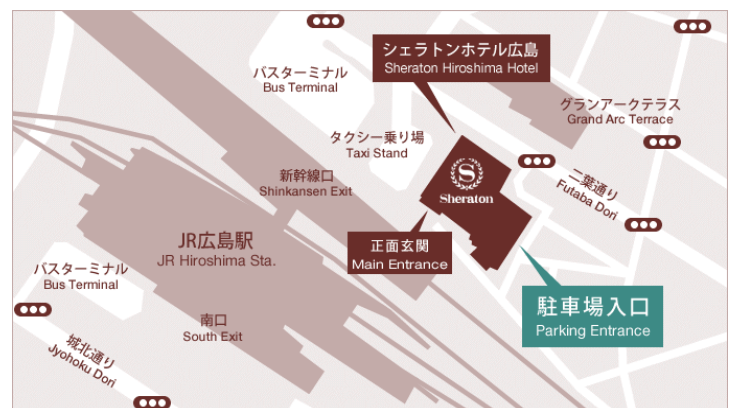 シェラトンホテル広島
Sheraton Hiroshima Hotel
バスターミナル
Bus Terminal
グランアークテラス
Grand Arc Terrace
タクシー乗り場
Taxi Stand
新幹線口
Shinkansen Exit
S
Sheraton
二葉通り
Futaba Dori
JR広島駅
JR Hiroshima Sta.
正面玄関
Main Entrance
バスターミナル
Bus Terminal
駐車場入口
Parking Entrance
南口
South Exit
城北通り
Jyohoku Dori